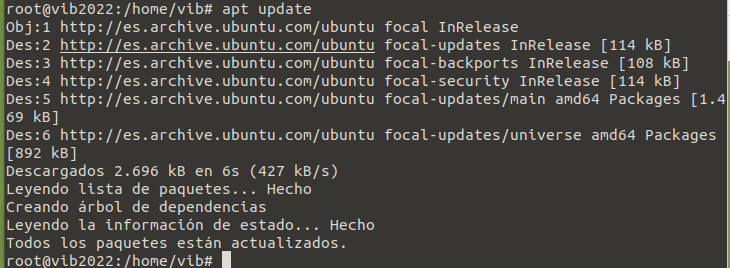 root@vib2022:/home/vib# apt update
Obj:1 http://es.archive.ubuntu.com/ubuntu focal InRelease
Des:2 http://es.archive.ubuntu.com/ubuntu focal-updates InRelease [114 kB]
Des:3 http://es.archive.ubuntu.com/ubuntu focal-backports InRelease [108 kB]
Des:4 http://es.archive.ubuntu.com/ubuntu focal-security InRelease [114 kB]
Des:5 http://es.archive.ubuntu.com/ubuntu focal-updates/main amd64 Packages [1.4
69 kB]
Des:6 http://es.archive.ubuntu.com/ubuntu focal-updates/universe amd64 Packages
[892 kB]
Descargados 2.696 kB en 6s (427 kB/s)
Leyendo lista de paquetes... Hecho
Creando árbol de dependencias
Leyendo la información de estado... Hecho
Todos los paquetes están actualizados.
root@vib2022:/home/vib#